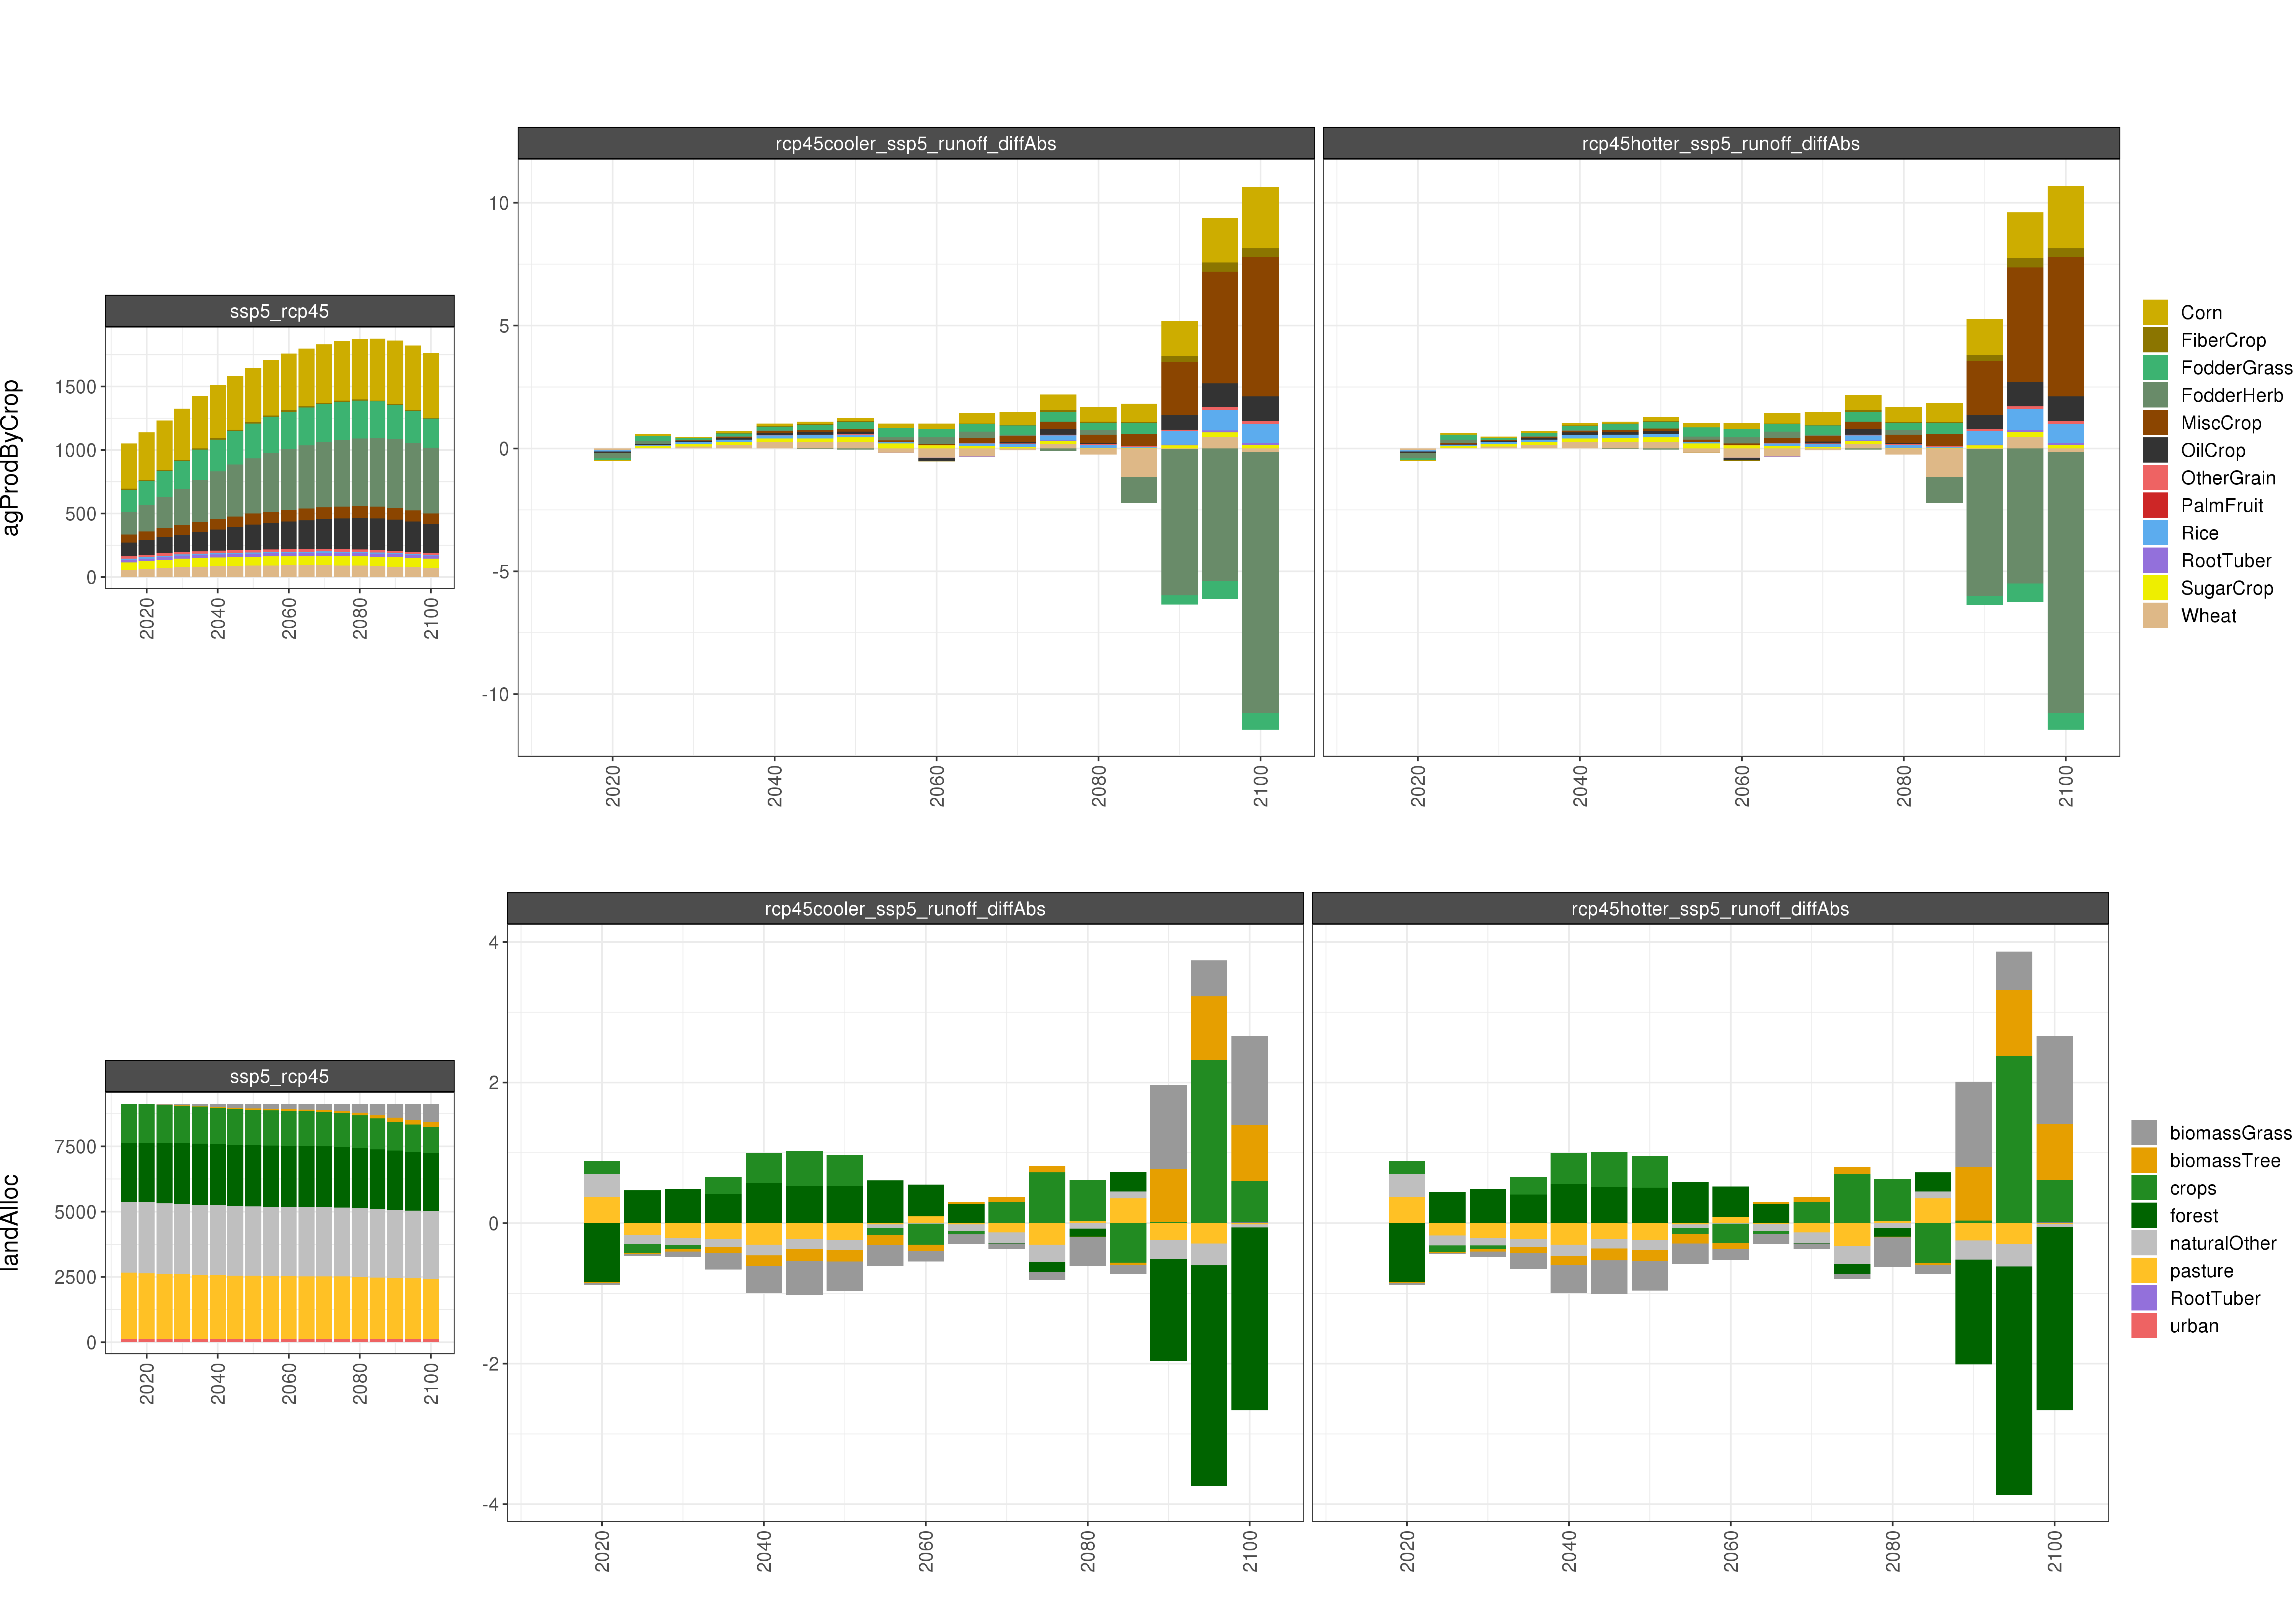 agProdByCrop
ssp5_rcp45
1500
1000
500
0
2020
2040
2060
2080
2100
rcp45cooler_ssp5_runoff_diffAbs
rcp45hotter_ssp5_runoff_diffAbs
10
5
0
-5
-10
2020
2040
2060
2080
2100
2020
2040
2060
2080
2100
Corn
FiberCrop
FodderGrass
FodderHerb
MiscCrop
OilCrop
OtherGrain
PalmFruit
Rice
RootTuber
SugarCrop
Wheat
landAlloc
ssp5_rcp45
7500
5000
2500
0
2020
2040
2060
2080
2100
rcp45cooler_ssp5_runoff_diffAbs
rcp45hotter_ssp5_runoff_diffAbs
4
2
0
-2
-4
2020
2040
2060
2080
2100
2020
2040
2060
2080
2100
biomassGrass
biomassTree
crops
forest
naturalOther
pasture
RootTuber
urban